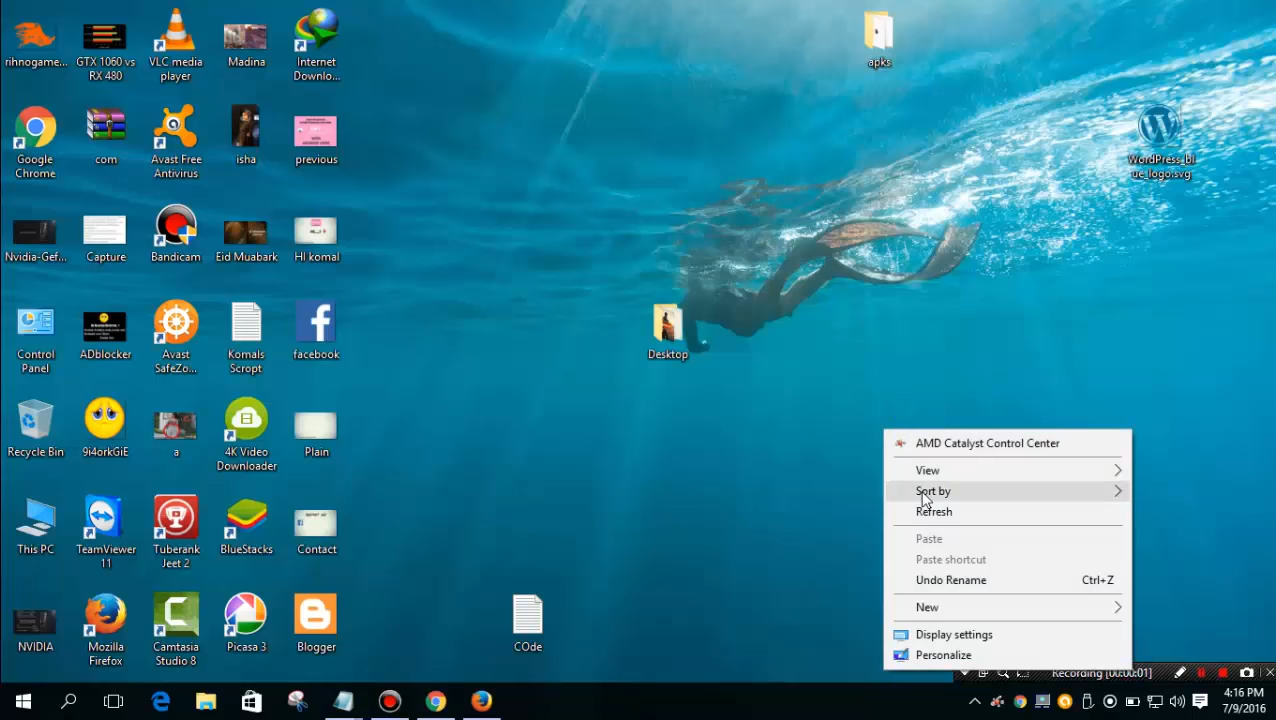 rihnogame...
GTX 1060 vs
RX 480
VLC media
player
Madina
Internet
Downlo...
apks
Google
Chrome
com
Avast Free
Antivirus
isha
previous
WordPress_bl
ue_logo.svg
Nvidia-Gef...
Capture
Bandicam
Eid Muabark
HI komal
Control
Panel
ADblocker
Avast
SafeZo...
Komals
Scropt
facebook
Desktop
Recycle Bin
9i4orkGiE
a
4K Video
Downloader
Plain
This PC
TeamViewer
11
Tuberank
Jeet 2
BlueStacks
Contact
NVIDIA
Mozilla
Firefox
Camtasia
Studio 8
Picasa 3
Blogger
COde
AMD Catalyst Control Center
View
Sort by
Refresh
Paste
Paste shortcut
Undo Rename Ctrl+Z
New
Display settings
Personalize
Recording [00:00:01]
4:16 PM
7/9/2016